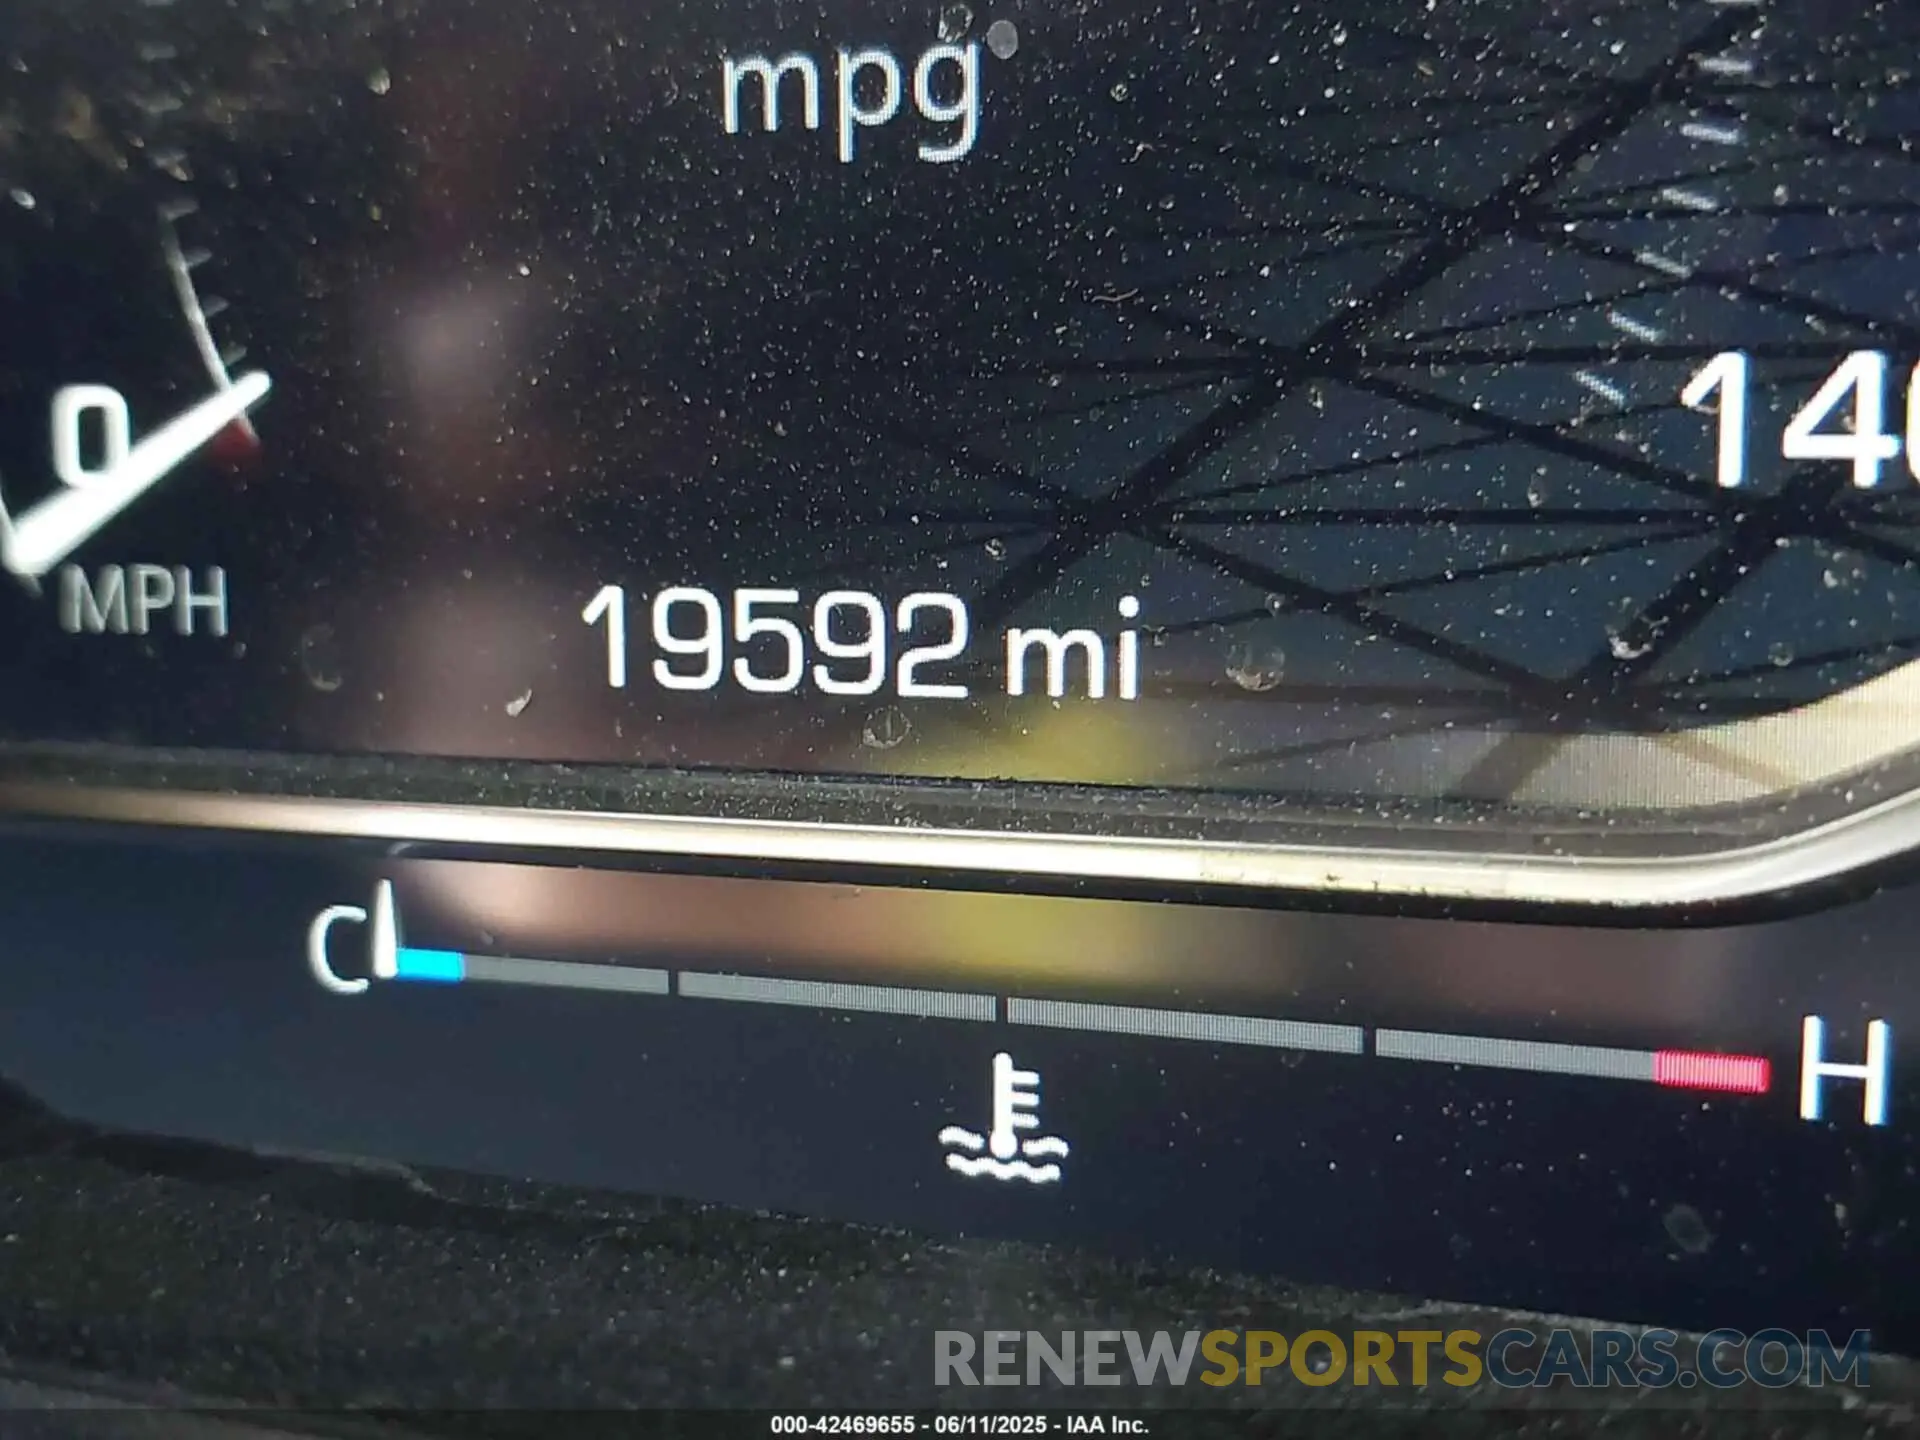 mpg
0
140
MPH
19592 mi
C
H
RENEWSPORTSCARS.COM
000-42469655 - 06/11/2025 - IAA Inc.